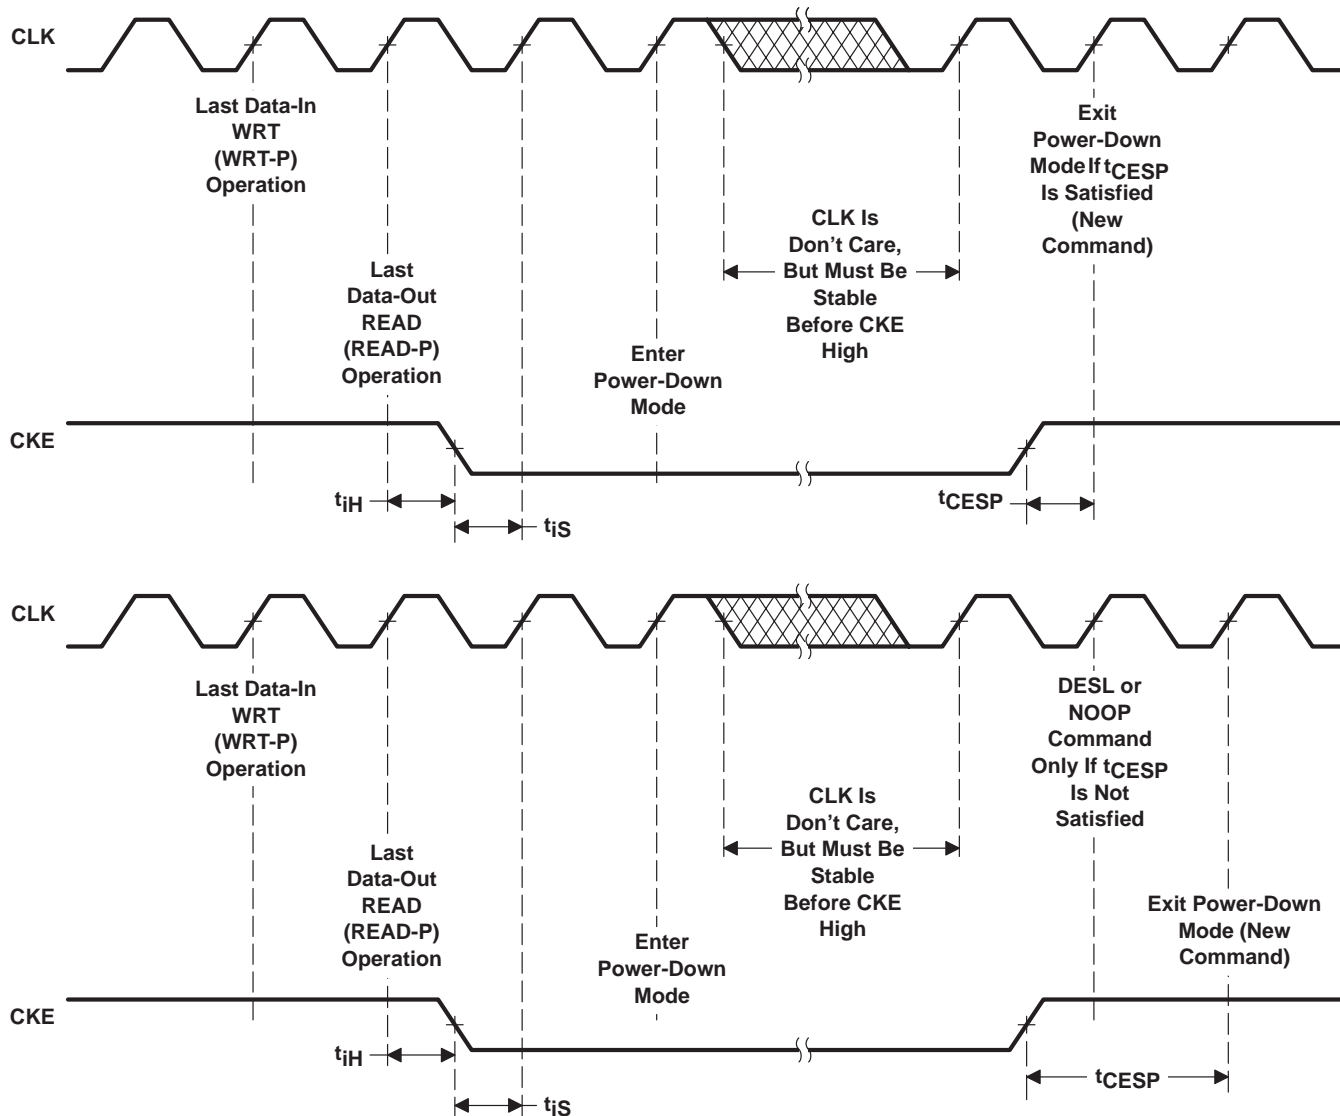 CLK
Last Data-In
WRT
(WRT-P)
Operation
Last
Data-Out
READ
(READ-P)
Operation
Enter
Power-Down
Mode
CLK Is
Don't Care,
But Must Be
Stable
Before CKE
High
Exit
Power-Down
Mode If tCESP
Is Satisfied
(New
Command)
CKE
tiH
tiS
tCESP
CLK
Last Data-In
WRT
(WRT-P)
Operation
Last
Data-Out
READ
(READ-P)
Operation
Enter
Power-Down
Mode
CLK Is
Don't Care,
But Must Be
Stable
Before CKE
High
DESL or
NOOP
Command
Only If tCESP
Is Not
Satisfied
Exit Power-Down
Mode (New
Command)
CKE
tiH
tiS
tCESP